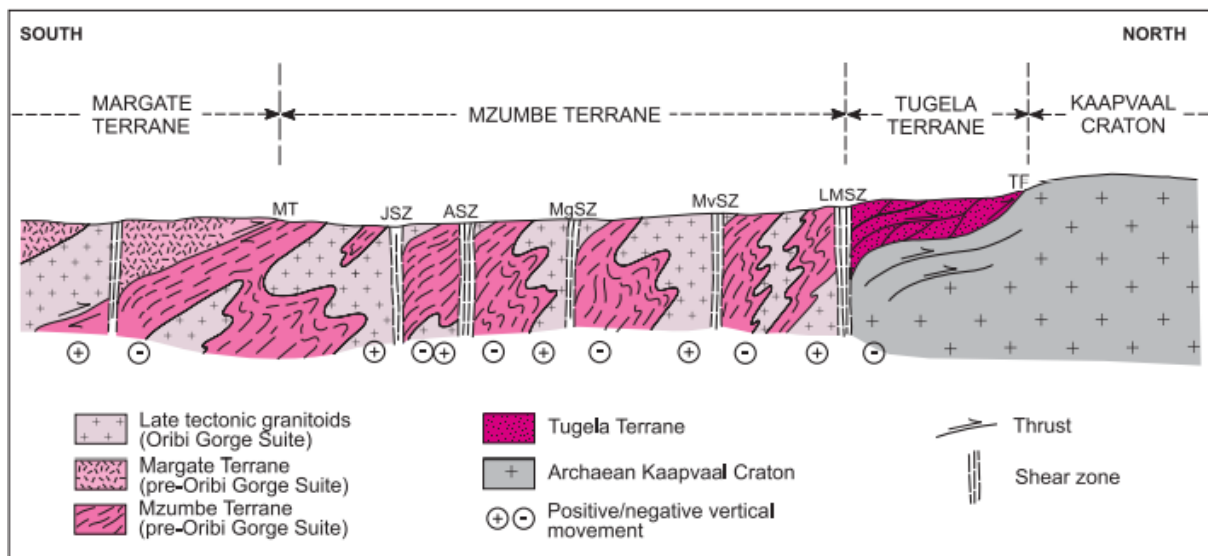 SOUTH
NORTH
MARGATE
TERRANE
MZUMBE TERRANE
TUGELA
TERRANE
KAAPVAAL
CRATON
MT
JSZ
ASZ
MgSZ
MvSZ
LMSZ
TF
Late tectonic granitoids
(Oribi Gorge Suite)
Margate Terrane
(pre-Oribi Gorge Suite)
Mzumbe Terrane
(pre-Oribi Gorge Suite)
Tugela Terrane
Archaean Kaapvaal Craton
Positive/negative vertical
movement
Thrust
Shear zone